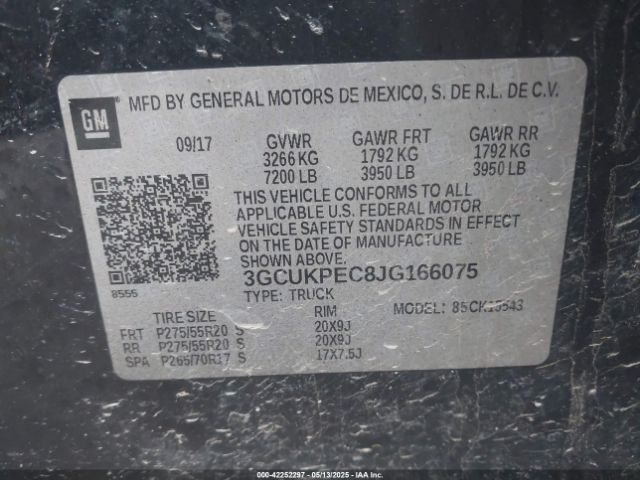 GM
MFD BY GENERAL MOTORS DE MEXICO, S. DE R.L. DE C.V.
09/17 GVWR GAWR FRT GAWR RR
3266 KG 1792 KG 1792 KG
7200 LB 3950 LB 3950 LB
THIS VEHICLE CONFORMS TO ALL
APPLICABLE U.S. FEDERAL MOTOR
VEHICLE SAFETY STANDARDS IN EFFECT
ON THE DATE OF MANUFACTURE
SHOWN ABOVE.
3GCUKPEC8JG166075
8555 TYPE: TRUCK MODEL: 85CK15543
TIRE SIZE RIM
FRT P275/55R20 S 20X9J
RR P275/55R20 S 20X9J
SPA P265/70R17 S 17X7.5J
000-42252297 - 05/13/2025 - IAA Inc.